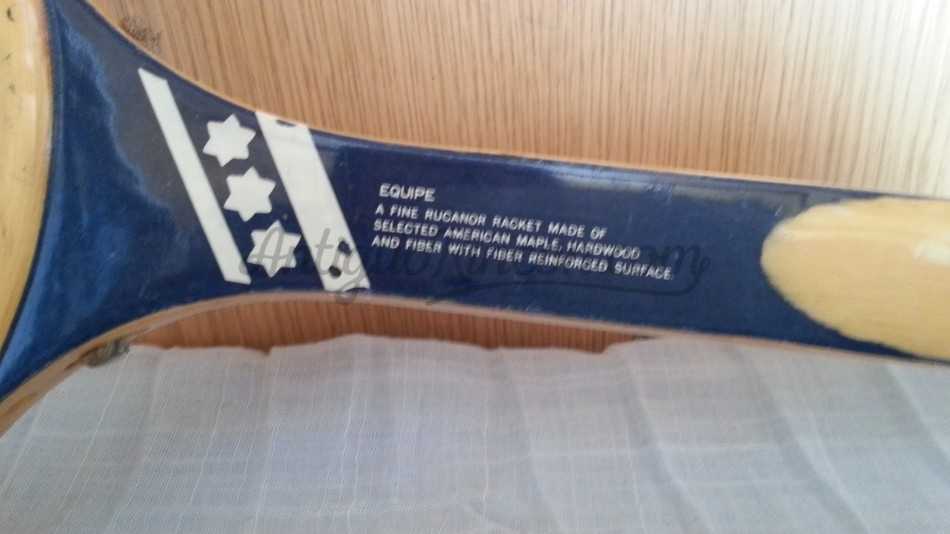 EQUIPE
A FINE RUCANOR RACKET MADE OF
SELECTED AMERICAN MAPLE, HARDWOOD
AND FIBER WITH FIBER REINFORCED SURFACE.